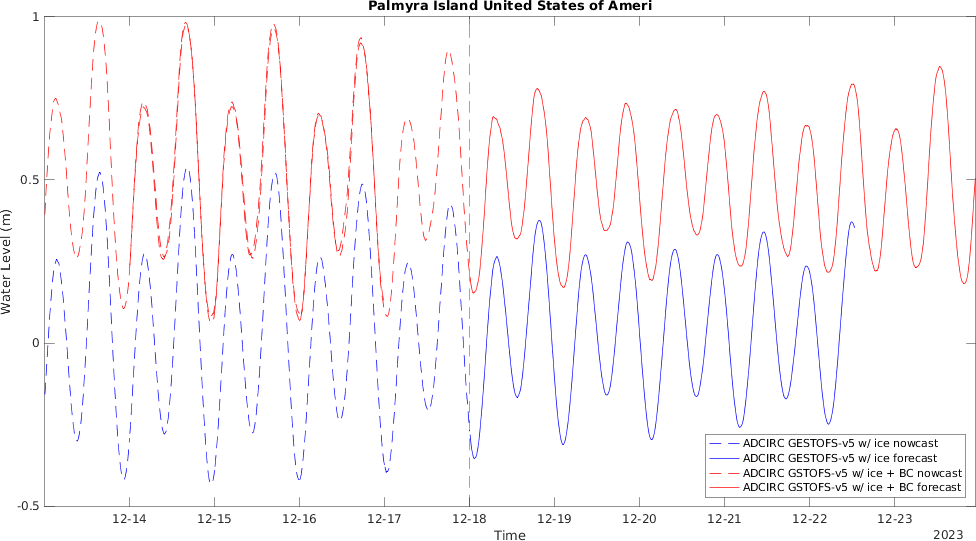 Palmyra Island United States of Ameri
1
0.5
0
-0.5
Water Level (m)
12-14
12-15
12-16
12-17
12-18
12-19
12-20
12-21
12-22
12-23
Time
2023
ADCIRC GESTOFS-v5 w/ ice nowcast
ADCIRC GESTOFS-v5 w/ ice forecast
ADCIRC GSTOFS-v5 w/ ice + BC nowcast
ADCIRC GSTOFS-v5 w/ ice + BC forecast